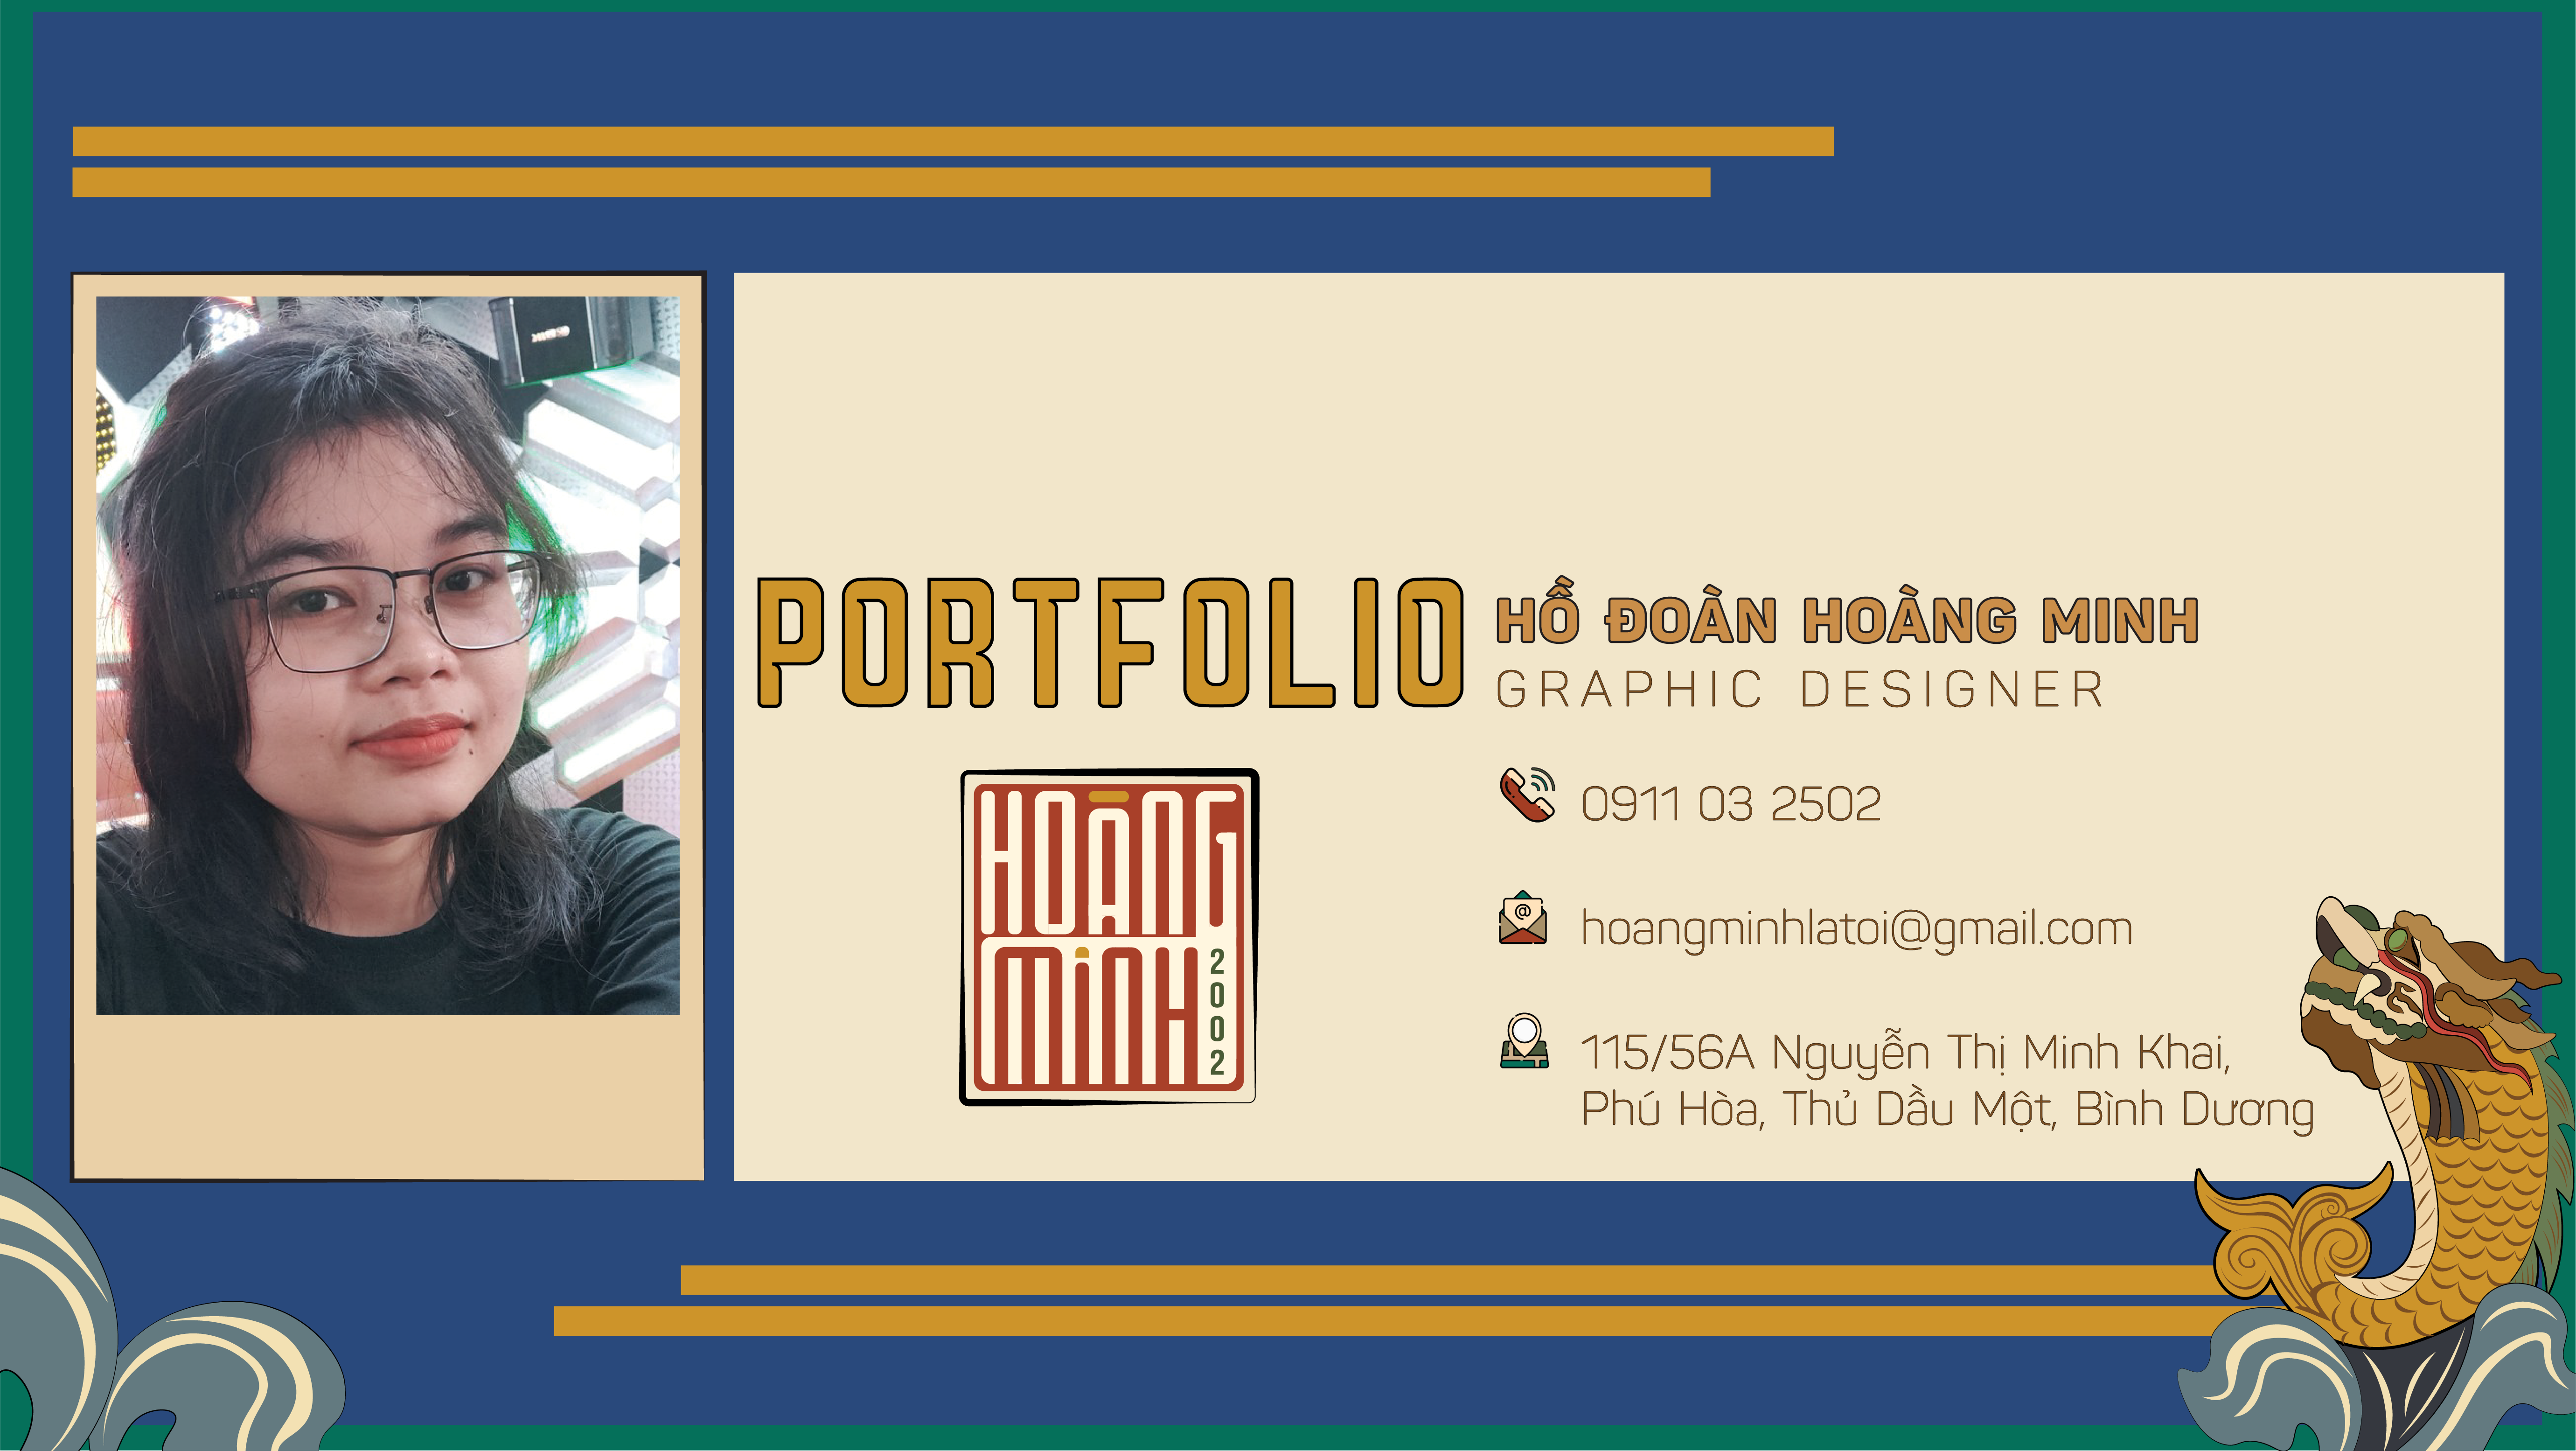 PORTFOLIO
HỒ ĐOÀN HOÀNG MINH
GRAPHIC DESIGNER
HOÀNG
MINH
2002
0911 03 2502
hoangminhlatoi@gmail.com
115/56A Nguyễn Thị Minh Khai,
Phú Hòa, Thủ Dầu Một, Bình Dương